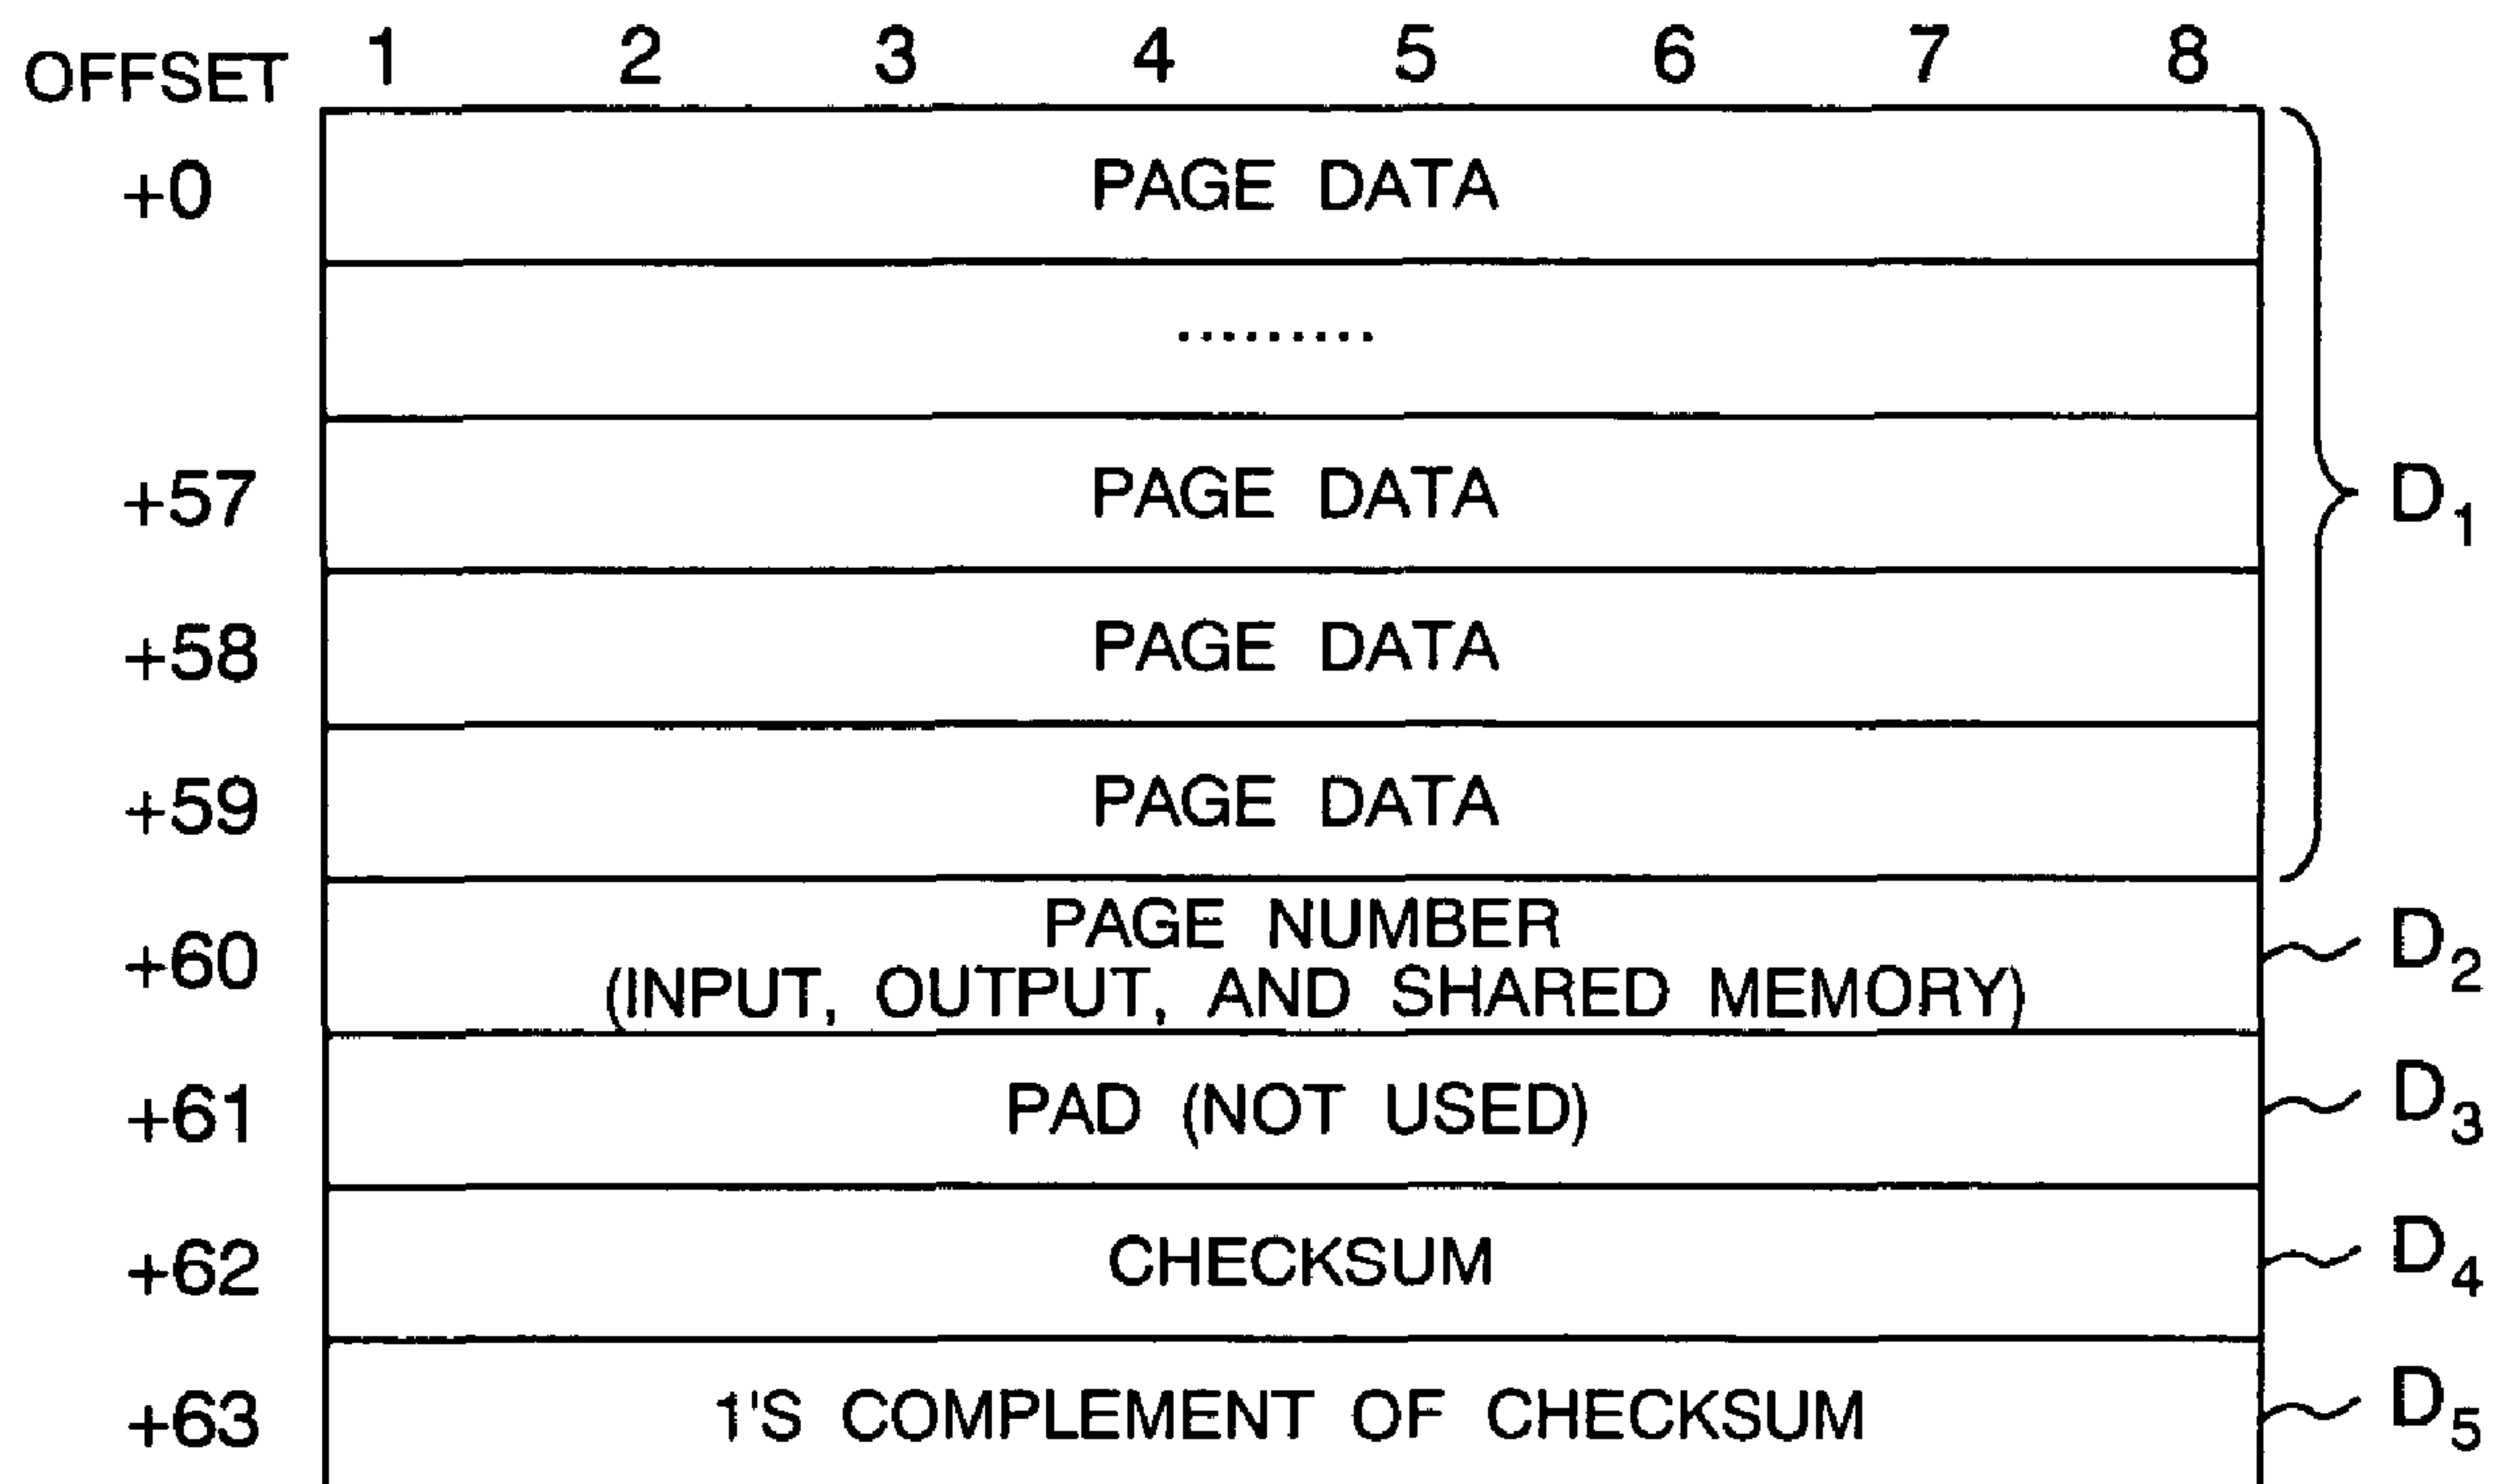 OFFSET 1 2 3 4 5 6 7 8
+0 PAGE DATA
.........
+57 PAGE DATA D1
+58 PAGE DATA
+59 PAGE DATA
+60 PAGE NUMBER
(INPUT, OUTPUT, AND SHARED MEMORY) D2
+61 PAD (NOT USED) D3
+62 CHECKSUM D4
+63 1'S COMPLEMENT OF CHECKSUM D5